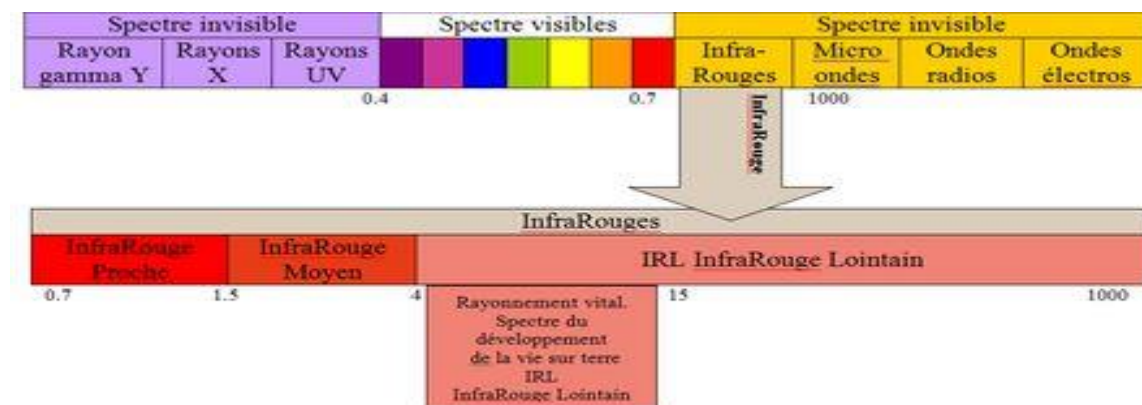 Spectre invisible Spectre visibles Spectre invisible
Rayon gamma Y Rayons X Rayons UV Infra-Rouges Micro ondes Ondes radios Ondes électros
0.4 0.7 1000
InfraRouge
InfraRouges
InfraRouge Proche InfraRouge Moyen IRL InfraRouge Lointain
0.7 1.5 4 15 1000
Rayonnement vital.
Spectre du
développement
de la vie sur terre
IRL
InfraRouge Lointain